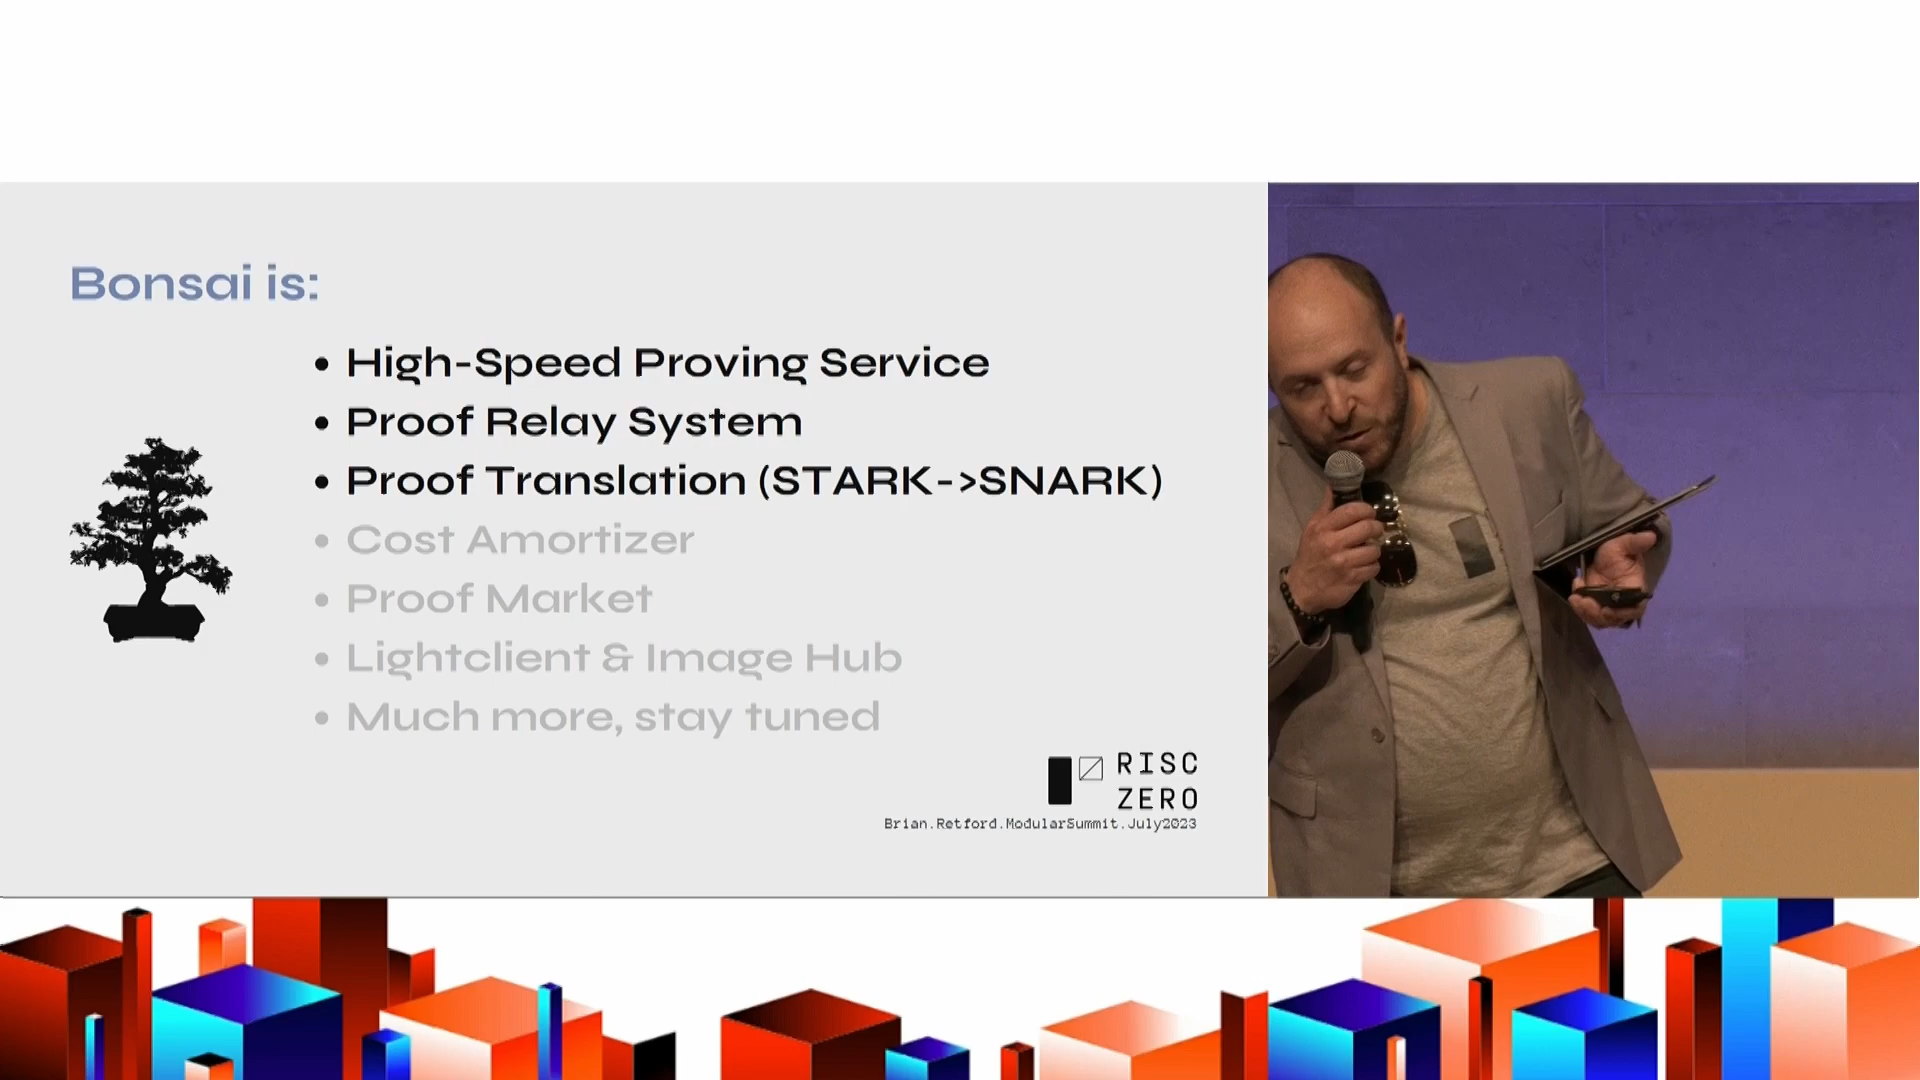 Bonsai is:
• High-Speed Proving Service
• Proof Relay System
• Proof Translation (STARK->SNARK)
• Cost Amortizer
• Proof Market
• Lightclient & Image Hub
• Much more, stay tuned
RISC
ZERO
Brian.Retford.ModularSummit.July2023